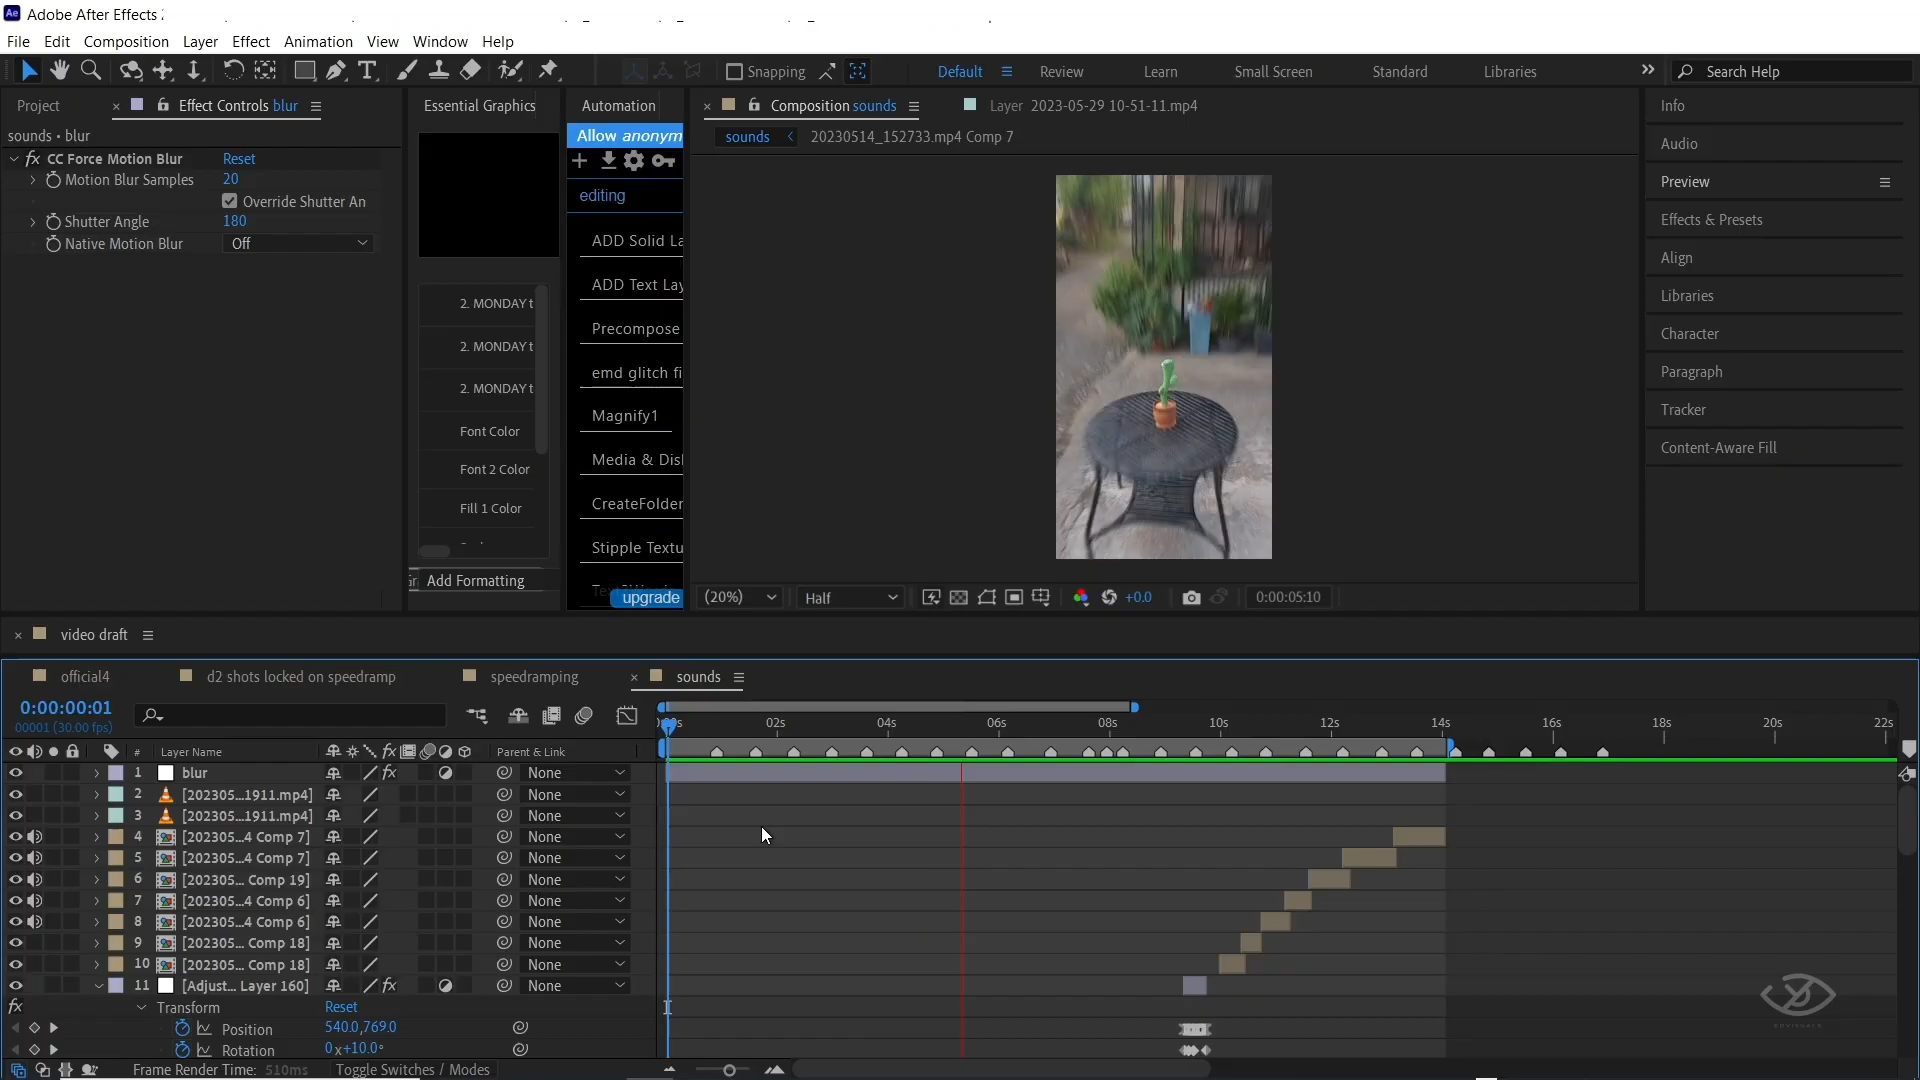 Adobe After Effects
File Edit Composition Layer Effect Animation View Window Help
Snapping
Default Review Learn Small Screen Standard Libraries
Search Help
Project
Effect Controls blur
sounds • blur
fx CC Force Motion Blur Reset
Motion Blur Samples 20
Override Shutter An
Shutter Angle 180
Native Motion Blur Off
Essential Graphics
2. MONDAY t
2. MONDAY t
2. MONDAY t
Font Color
Font 2 Color
Fill 1 Color
Add Formatting
Automation
Allow anonym
editing
ADD Solid La
ADD Text Lay
Precompose
emd glitch fi
Magnify1
Media & Disl
CreateFolder
Stipple Textu
upgrade
Composition sounds
Layer 2023-05-29 10-51-11.mp4
sounds 20230514_152733.mp4 Comp 7
(20%) Half +0.0 0:00:05:10
Info
Audio
Preview
Effects & Presets
Align
Libraries
Character
Paragraph
Tracker
Content-Aware Fill
video draft
official4 d2 shots locked on speedramp speedramping sounds
0:00:00:01
00001 (30.00 fps)
02s 04s 06s 08s 10s 12s 14s 16s 18s 20s 22s
# Layer Name fx Parent & Link
1 blur fx None
2 [202305...1911.mp4] None
3 [202305...1911.mp4] None
4 [202305...4 Comp 7] None
5 [202305...4 Comp 7] None
6 [202305... Comp 19] None
7 [202305...4 Comp 6] None
8 [202305...4 Comp 6] None
9 [202305... Comp 18] None
10 [202305... Comp 18] None
11 [Adjust... Layer 160] fx None
fx Transform Reset
Position 540.0,769.0
Rotation 0x+10.0°
Frame Render Time: 510ms Toggle Switches / Modes